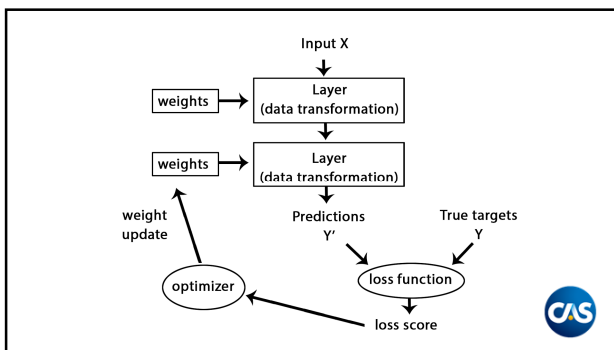 Input X
Layer
(data transformation)
weights
Layer
(data transformation)
weights
Predictions
Y’
True targets
Y
weight
update
optimizer
loss function
loss score
CAS